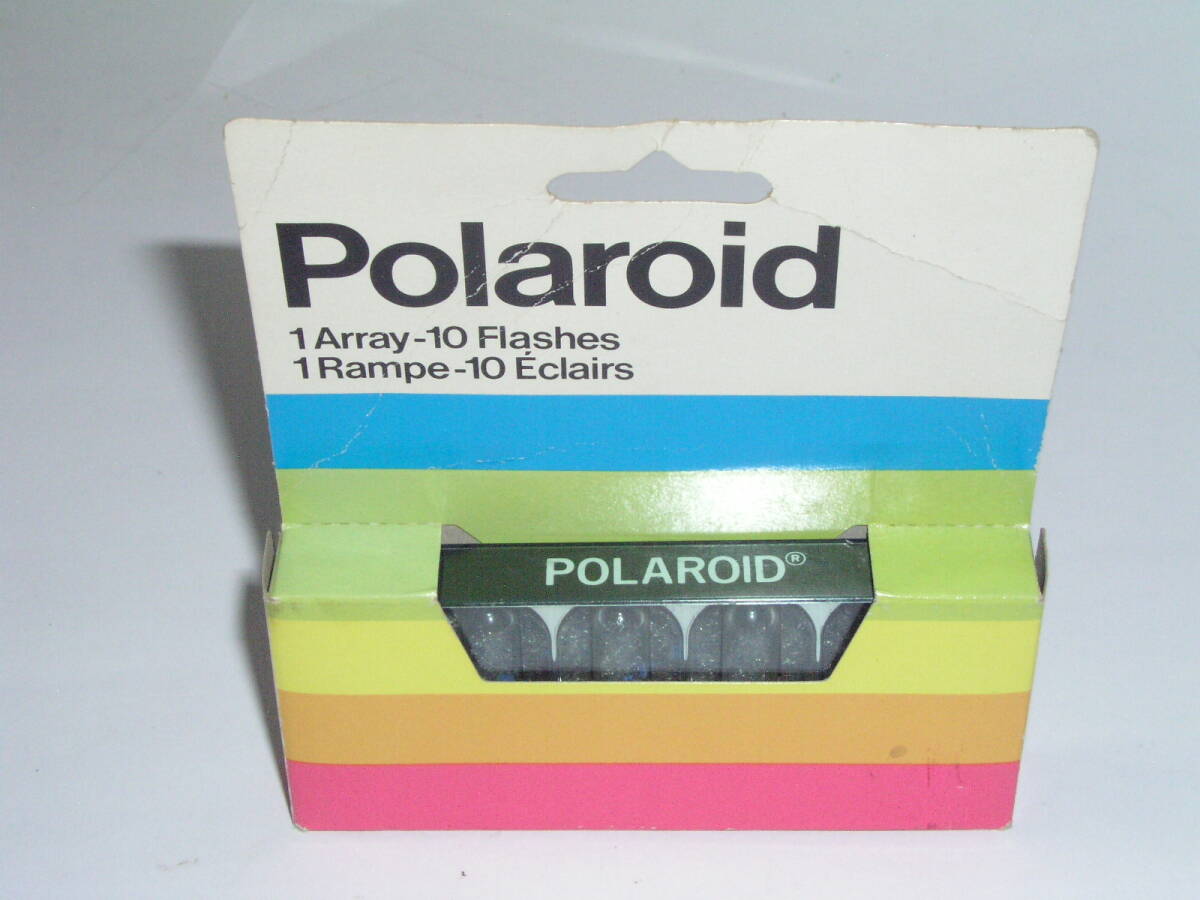 Polaroid
1 Array-10 Flashes
1 Rampe-10 Éclairs
POLAROID®